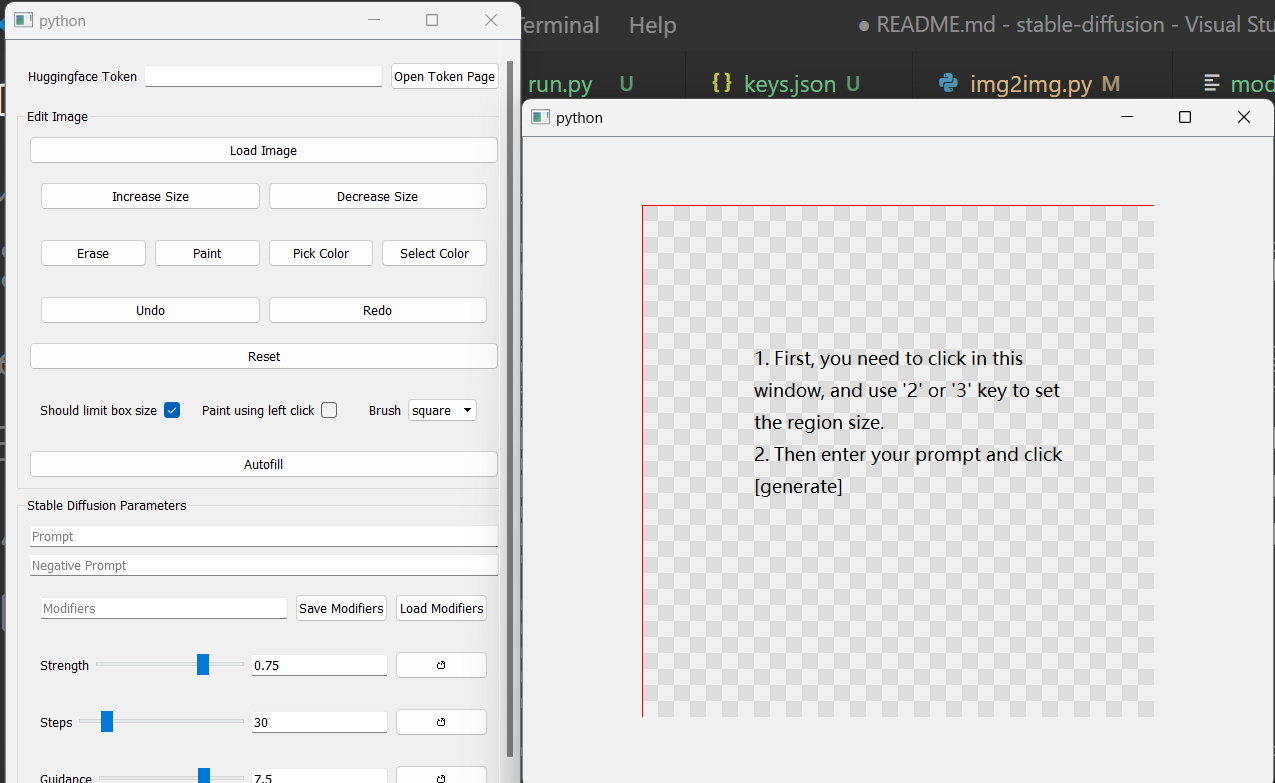 python
Terminal Help ● README.md - stable-diffusion - Visual
run.py U {} keys.json U img2img.py M
Huggingface Token Open Token Page
Edit Image
Load Image
Increase Size Decrease Size
Erase Paint Pick Color Select Color
Undo Redo
Reset
Should limit box size Paint using left click Brush square
Autofill
Stable Diffusion Parameters
Prompt
Negative Prompt
Modifiers Save Modifiers Load Modifiers
Strength 0.75
Steps 30
Guidance 7.5
python
1. First, you need to click in this
window, and use '2' or '3' key to set
the region size.
2. Then enter your prompt and click
[generate]